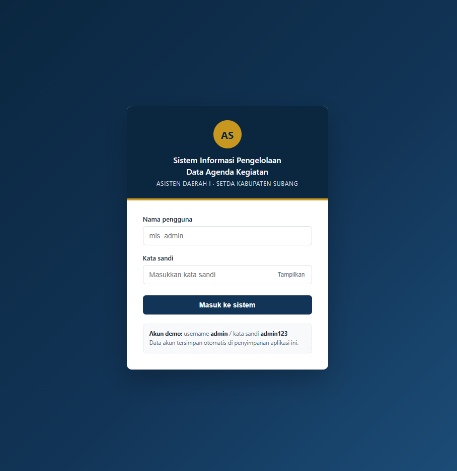 AS
Sistem Informasi Pengelolaan
Data Agenda Kegiatan
ASISTEN DAERAH I - SETDA KABUPATEN SUBANG
Nama pengguna
mis. admin
Kata sandi
Masukkan kata sandi
Tampilkan
Masuk ke sistem
Akun demo: username admin / kata sandi admin123
Data akan tersimpan otomatis di penyimpanan aplikasi ini.